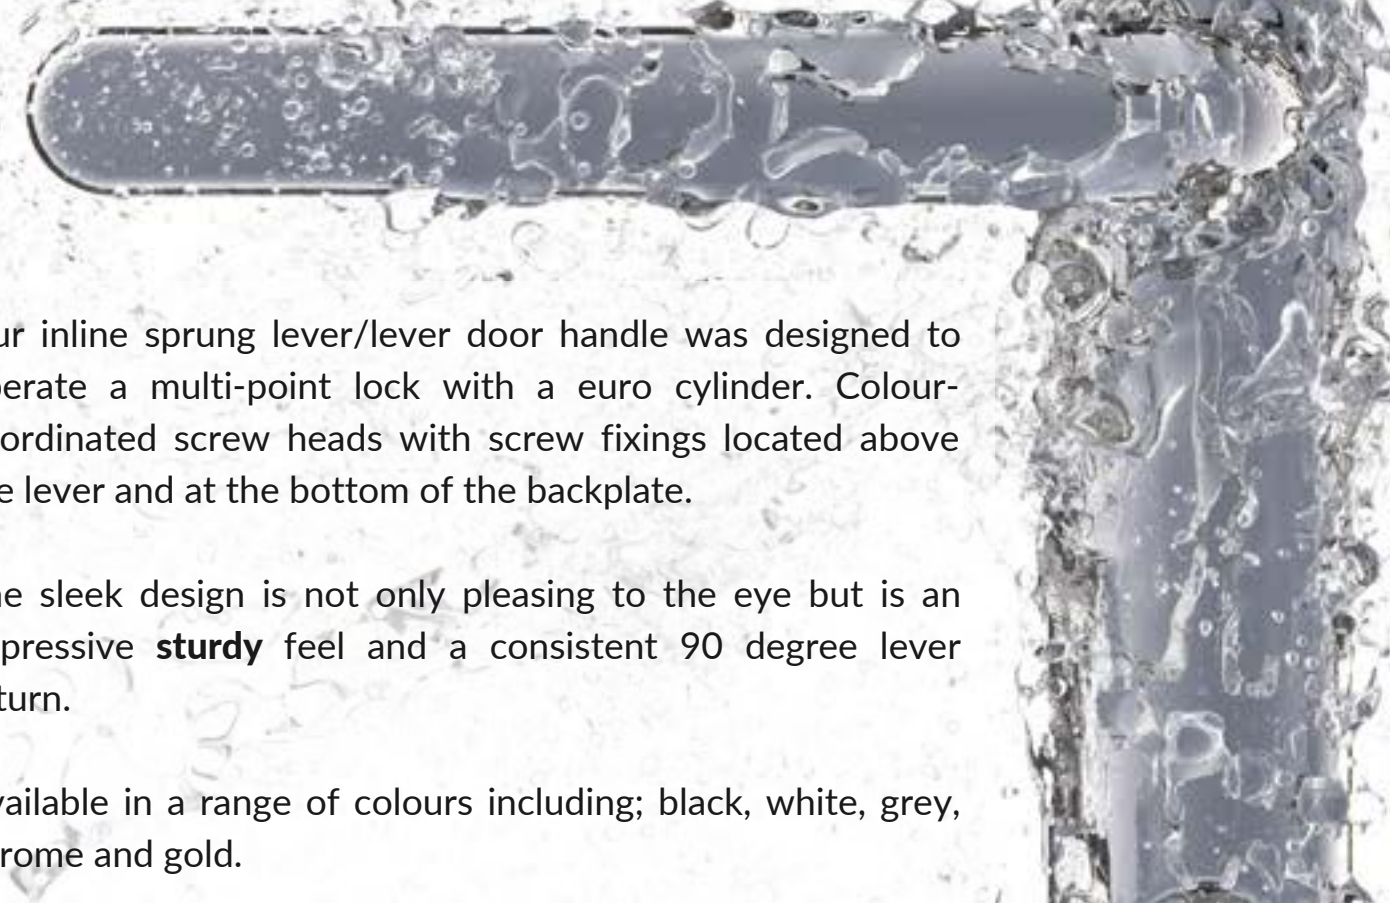 ur inline sprung lever/lever door handle was designed to
perate a multi-point lock with a euro cylinder. Colour-
ordinated screw heads with screw fixings located above
e lever and at the bottom of the backplate.
ne sleek design is not only pleasing to the eye but is an
pressive sturdy feel and a consistent 90 degree lever
turn.
vailable in a range of colours including; black, white, grey,
rome and gold.